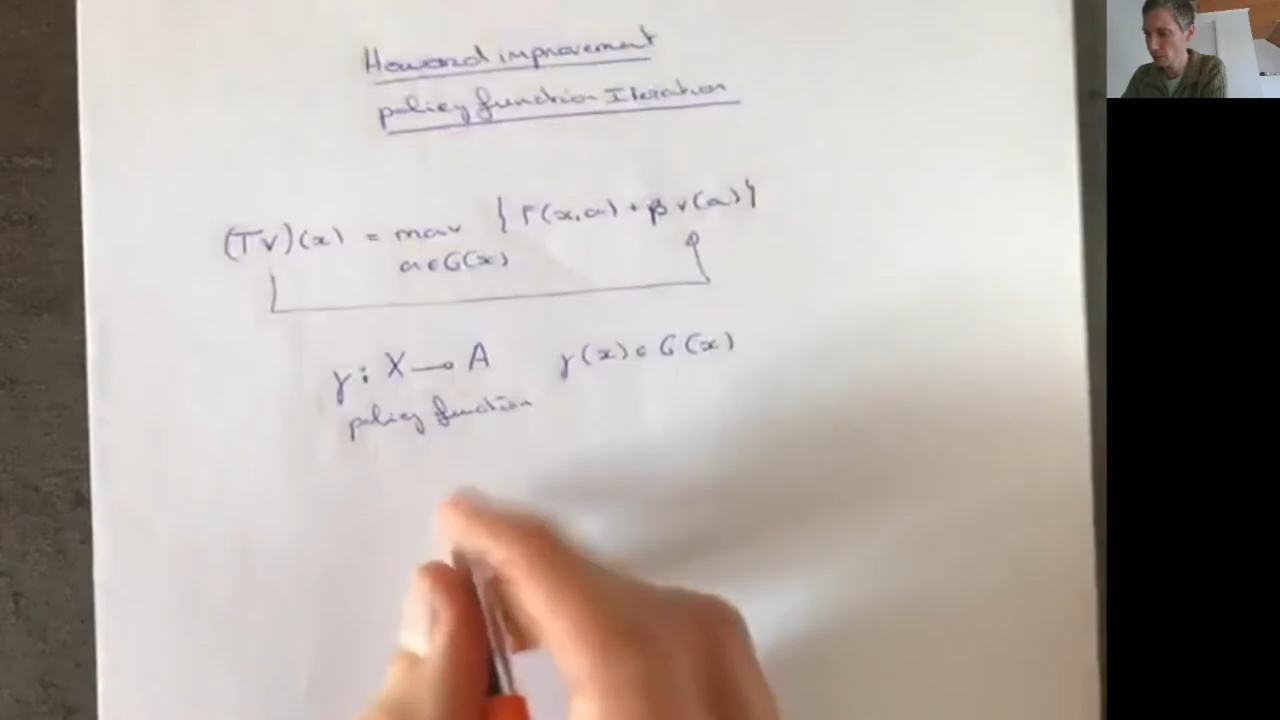 Howard improvement
policy function Iteration
(Tv)(x) = max { r(x,a) + β v(a) }
a ∈ G(x)
γ : X → A γ(x) ∈ G(x)
policy function